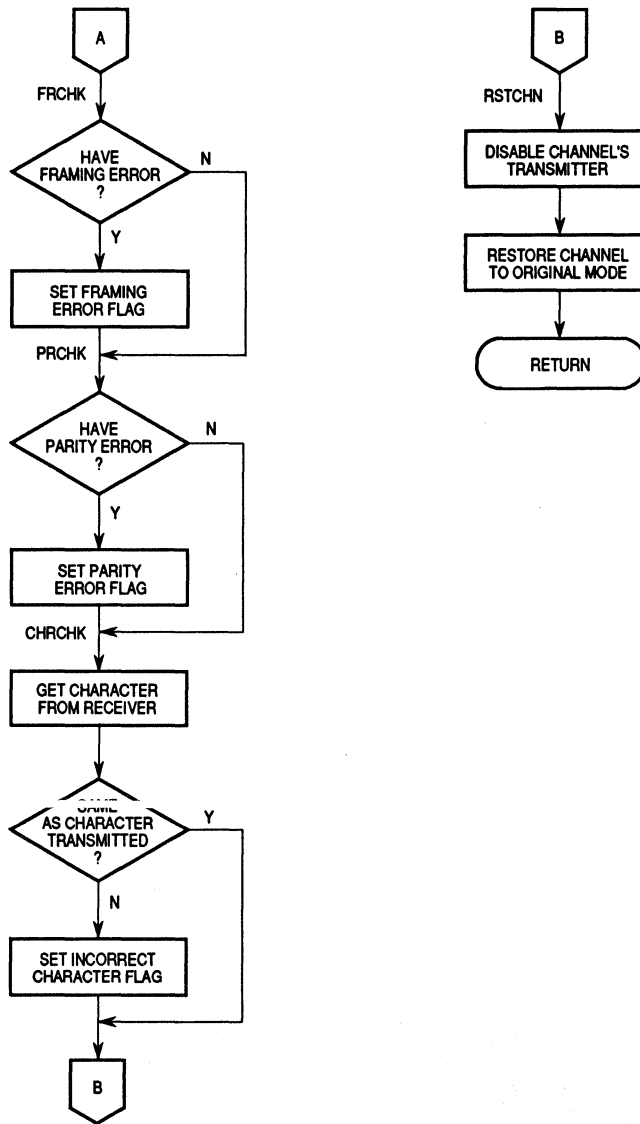 A
FRCHK
HAVE
FRAMING ERROR
?
N
Y
SET FRAMING
ERROR FLAG
PRCHK
HAVE
PARITY ERROR
?
N
Y
SET PARITY
ERROR FLAG
CHRCHK
GET CHARACTER
FROM RECEIVER
SAME
AS CHARACTER
TRANSMITTED
?
Y
N
SET INCORRECT
CHARACTER FLAG
B
B
RSTCHN
DISABLE CHANNEL'S
TRANSMITTER
RESTORE CHANNEL
TO ORIGINAL MODE
RETURN